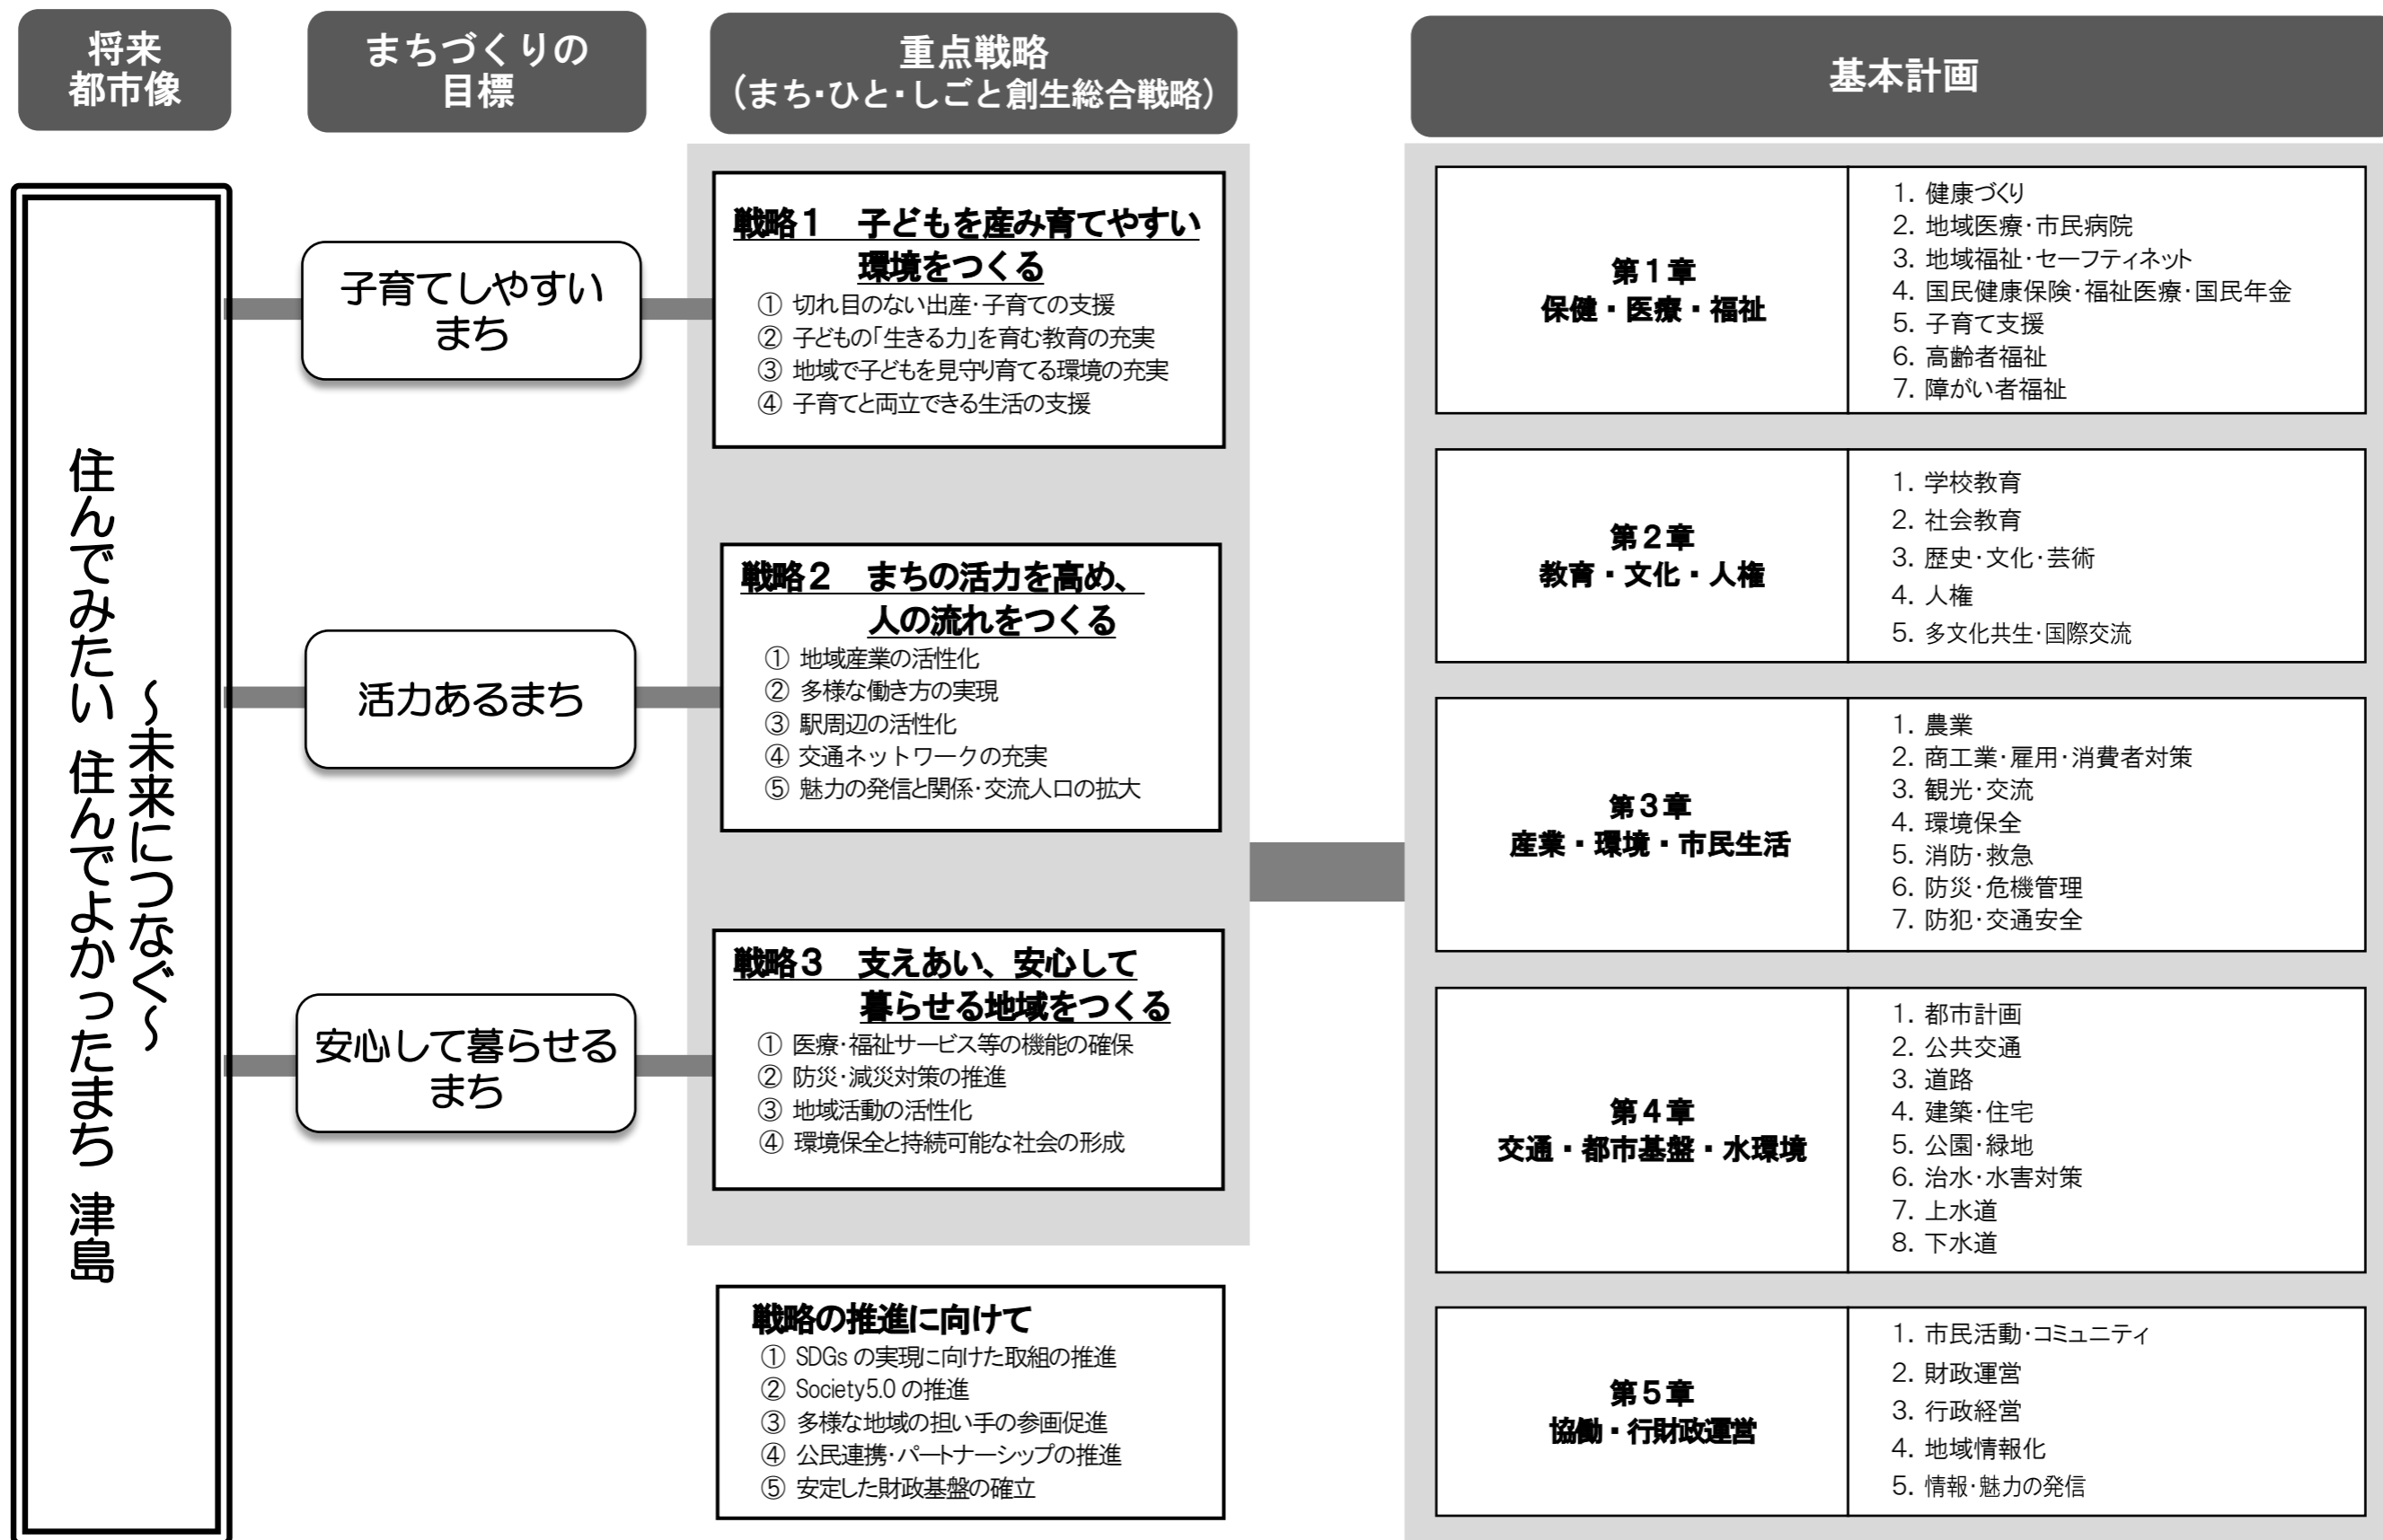 将来
都市像
まちづくりの
目標
重点戦略
（まち・ひと・しごと創生総合戦略）
基本計画
住んでみたい 住んでよかったまち 津島
～未来につなぐ～
子育てしやすい
まち
活力あるまち
安心して暮らせる
まち
戦略１　子どもを産み育てやすい
環境をつくる
① 切れ目のない出産・子育ての支援
② 子どもの「生きる力」を育む教育の充実
③ 地域で子どもを見守り育てる環境の充実
④ 子育てと両立できる生活の支援
戦略２　まちの活力を高め、
人の流れをつくる
① 地域産業の活性化
② 多様な働き方の実現
③ 駅周辺の活性化
④ 交通ネットワークの充実
⑤ 魅力の発信と関係・交流人口の拡大
戦略３　支えあい、安心して
暮らせる地域をつくる
① 医療・福祉サービス等の機能の確保
② 防災・減災対策の推進
③ 地域活動の活性化
④ 環境保全と持続可能な社会の形成
戦略の推進に向けて
① SDGs の実現に向けた取組の推進
② Society5.0 の推進
③ 多様な地域の担い手の参画促進
④ 公民連携・パートナーシップの推進
⑤ 安定した財政基盤の確立
第１章
保健・医療・福祉
1. 健康づくり
2. 地域医療・市民病院
3. 地域福祉・セーフティネット
4. 国民健康保険・福祉医療・国民年金
5. 子育て支援
6. 高齢者福祉
7. 障がい者福祉
第２章
教育・文化・人権
1. 学校教育
2. 社会教育
3. 歴史・文化・芸術
4. 人権
5. 多文化共生・国際交流
第３章
産業・環境・市民生活
1. 農業
2. 商工業・雇用・消費者対策
3. 観光・交流
4. 環境保全
5. 消防・救急
6. 防災・危機管理
7. 防犯・交通安全
第４章
交通・都市基盤・水環境
1. 都市計画
2. 公共交通
3. 道路
4. 建築・住宅
5. 公園・緑地
6. 治水・水害対策
7. 上水道
8. 下水道
第５章
協働・行財政運営
1. 市民活動・コミュニティ
2. 財政運営
3. 行政経営
4. 地域情報化
5. 情報・魅力の発信